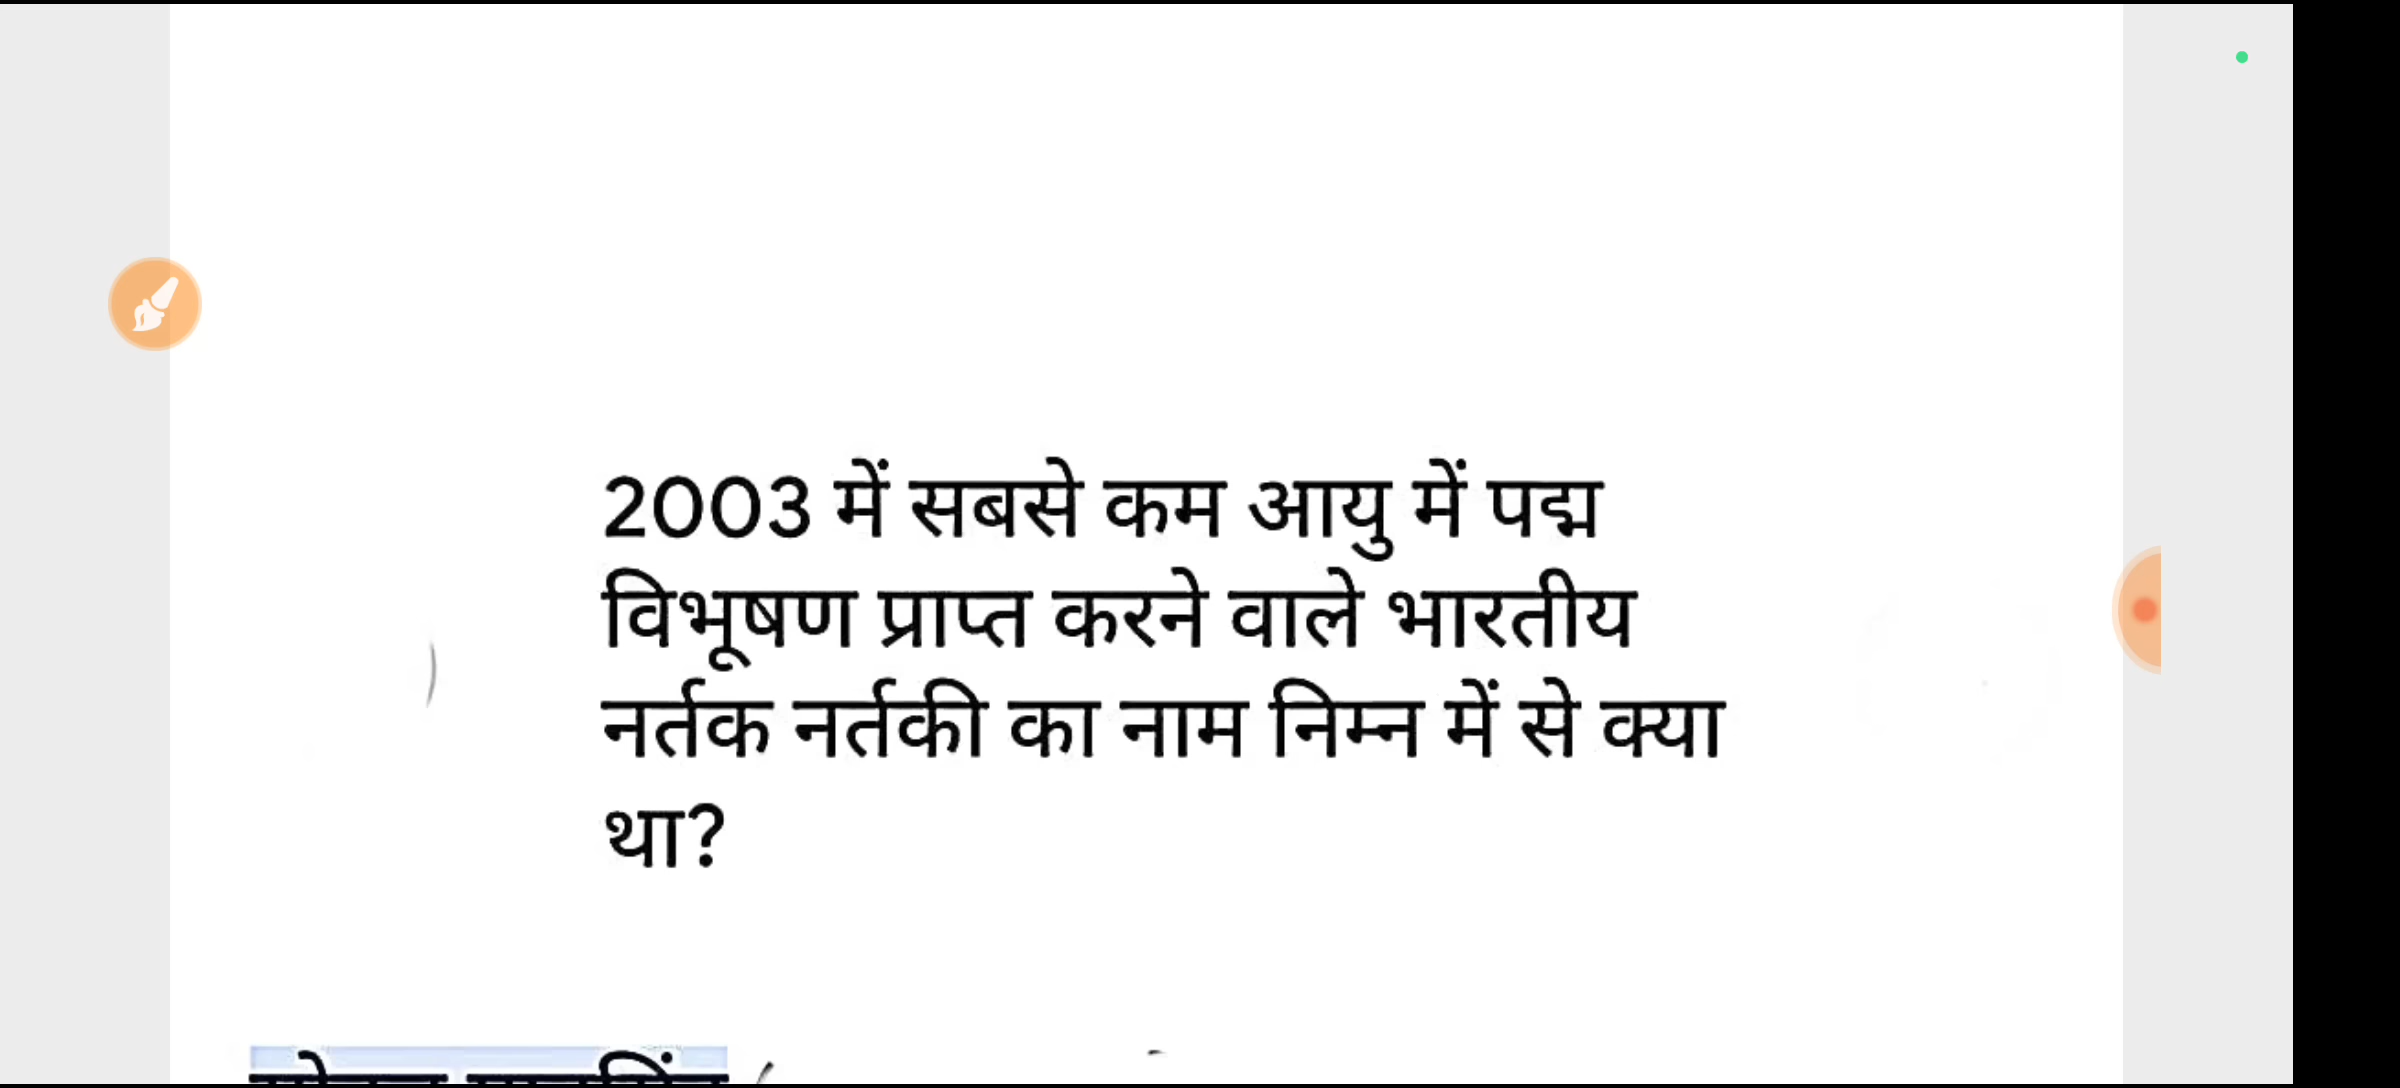 2003 में सबसे कम आयु में पद्म
विभूषण प्राप्त करने वाले भारतीय
नर्तक नर्तकी का नाम निम्न में से क्या
था?